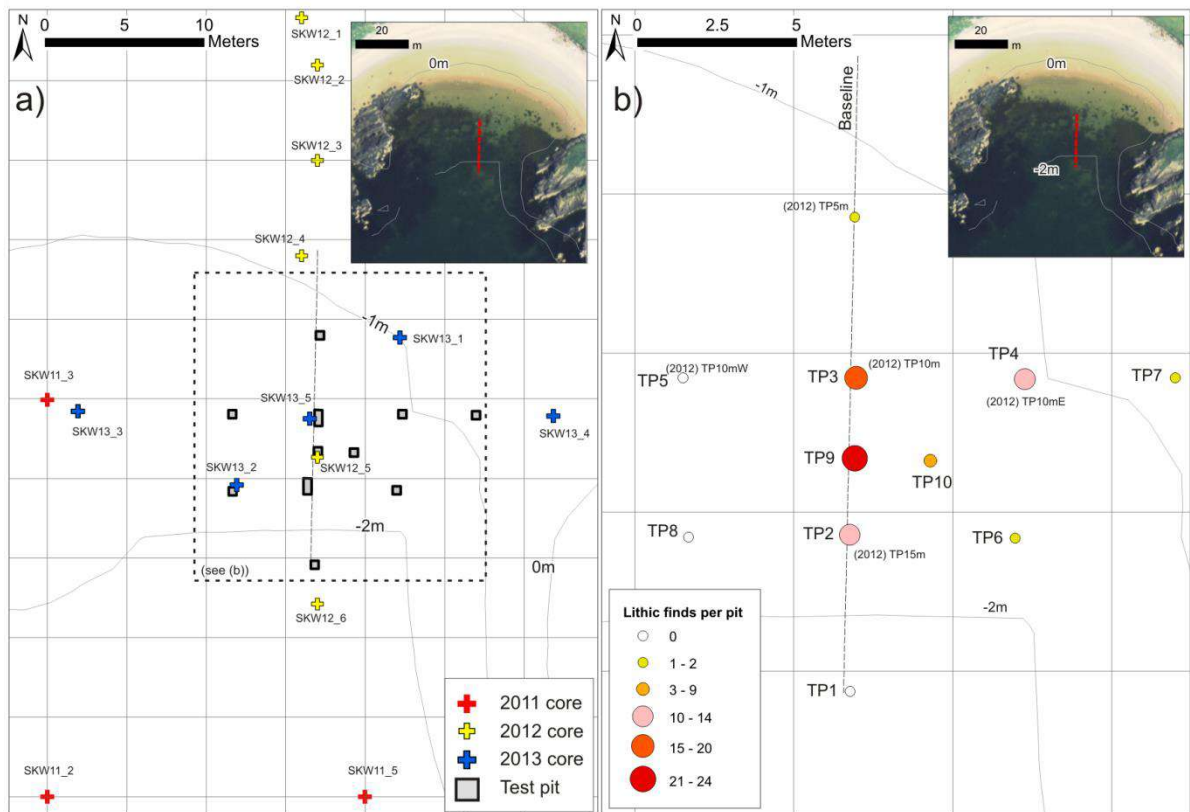 N
0
5
10
Meters
a)
SKW12_1
SKW12_2
SKW12_3
SKW12_4
20
m
0m
-1m
SKW13_1
SKW11_3
SKW13_3
SKW13_5
SKW13_4
SKW12_5
SKW13_2
-2m
(see (b))
0m
SKW12_6
SKW11_2
SKW11_5
2011 core
2012 core
2013 core
Test pit
N
0
2.5
5
Meters
b)
-1m
Baseline
20
m
0m
-2m
(2012) TP5m
TP5
(2012) TP10mW
TP3
(2012) TP10m
TP4
(2012) TP10mE
TP7
TP9
TP10
TP8
TP2
(2012) TP15m
TP6
-2m
TP1
Lithic finds per pit
0
1 - 2
3 - 9
10 - 14
15 - 20
21 - 24